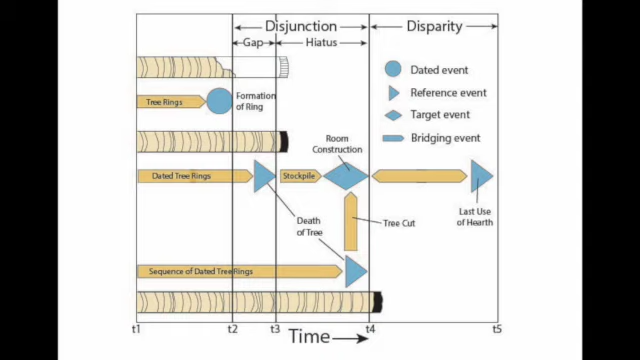 Disjunction
Disparity
Gap
Hiatus
Dated event
Reference event
Target event
Bridging event
Tree Rings
Formation
of Ring
Room
Construction
Dated Tree Rings
Stockpile
Last Use
of Hearth
Death
of Tree
Tree Cut
Sequence of Dated Tree Rings
t1
t2
t3
t4
t5
Time